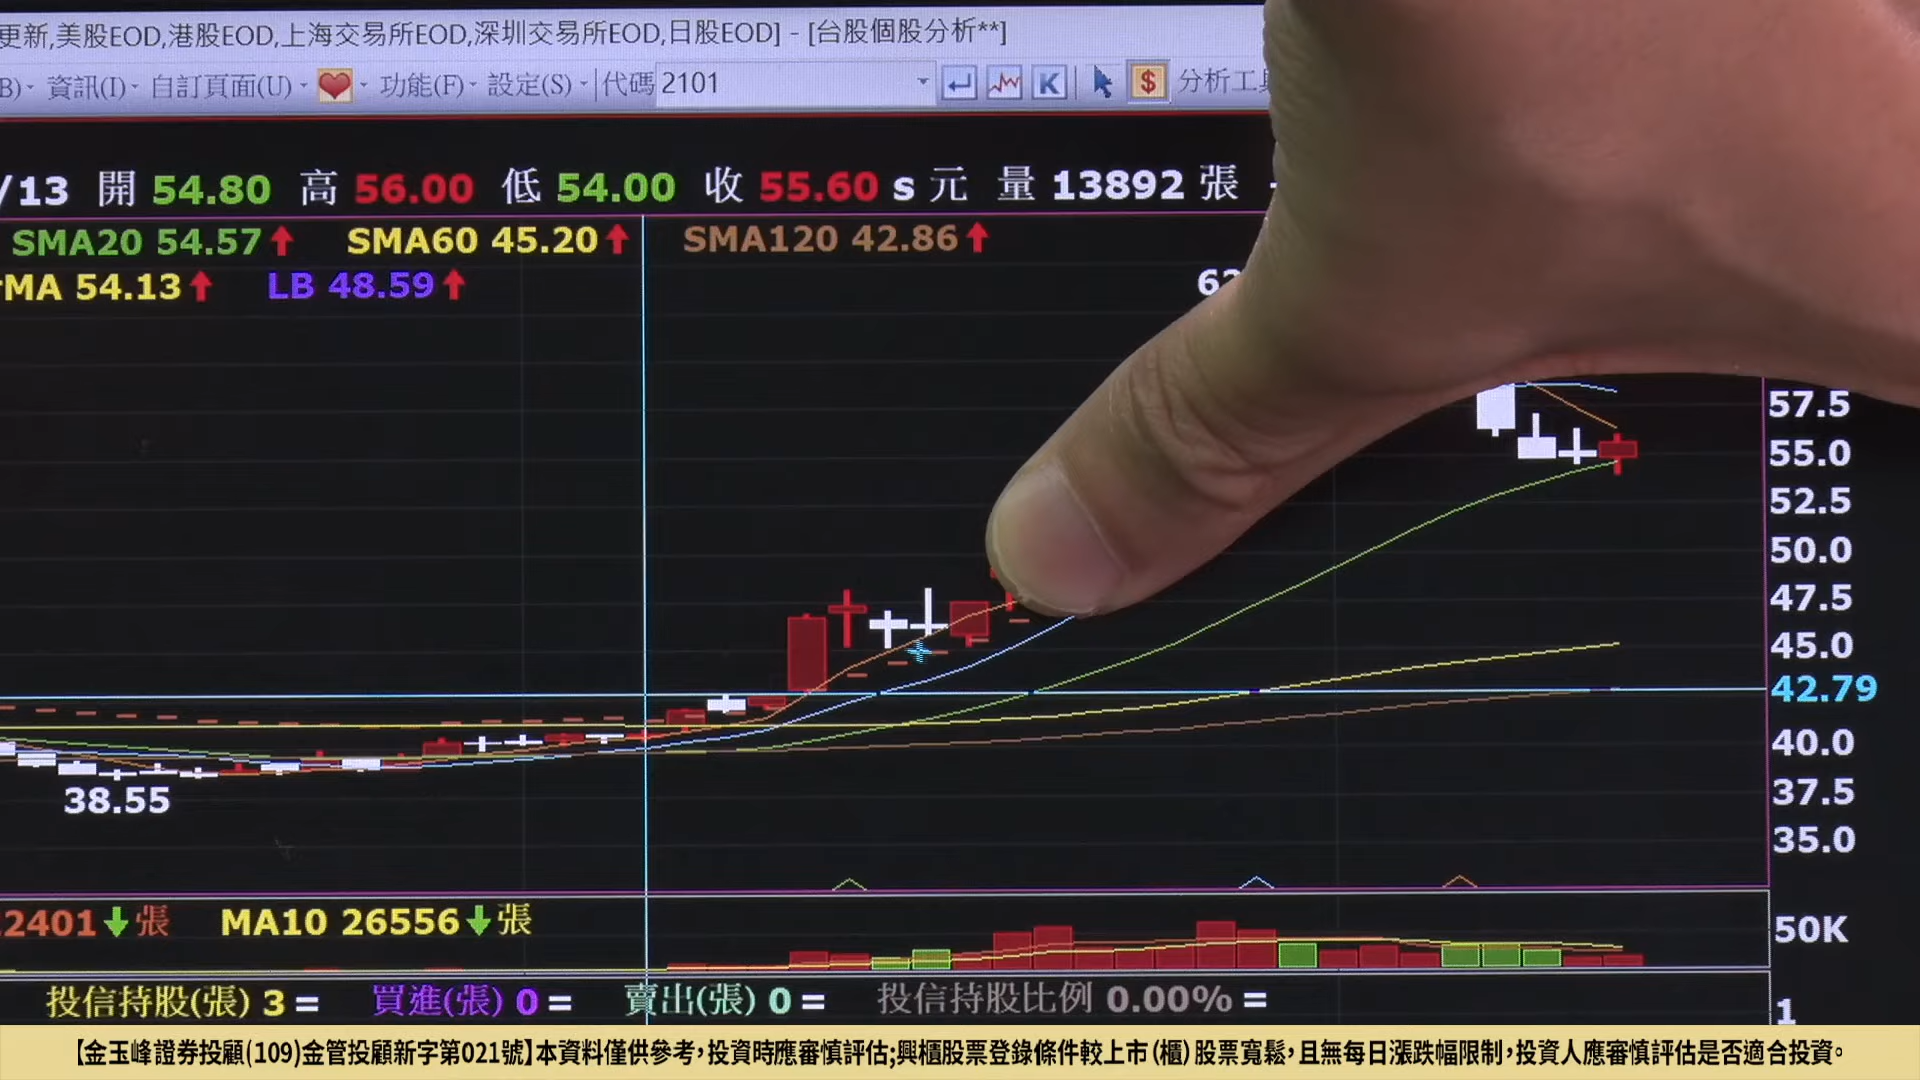 更新,美股EOD,港股EOD,上海交易所EOD,深圳交易所EOD,日股EOD] - [台股個股分析**]
B) 資訊(I) 自訂頁面(U) 功能(F) 設定(S) 代碼 2101 K $ 分析工具
/13 開 54.80 高 56.00 低 54.00 收 55.60 s 元 量 13892 張
SMA20 54.57 SMA60 45.20 SMA120 42.86
MA 54.13 LB 48.59
62
57.5
55.0
52.5
50.0
47.5
45.0
42.79
40.0
38.55
37.5
35.0
2401 張 MA10 26556 張
50K
投信持股(張) 3 = 買進(張) 0 = 賣出(張) 0 = 投信持股比例 0.00% =
1
【金玉峰證券投顧(109)金管投顧新字第021號】本資料僅供參考,投資時應審慎評估;興櫃股票登錄條件較上市(櫃)股票寬鬆,且無每日漲跌幅限制,投資人應審慎評估是否適合投資。